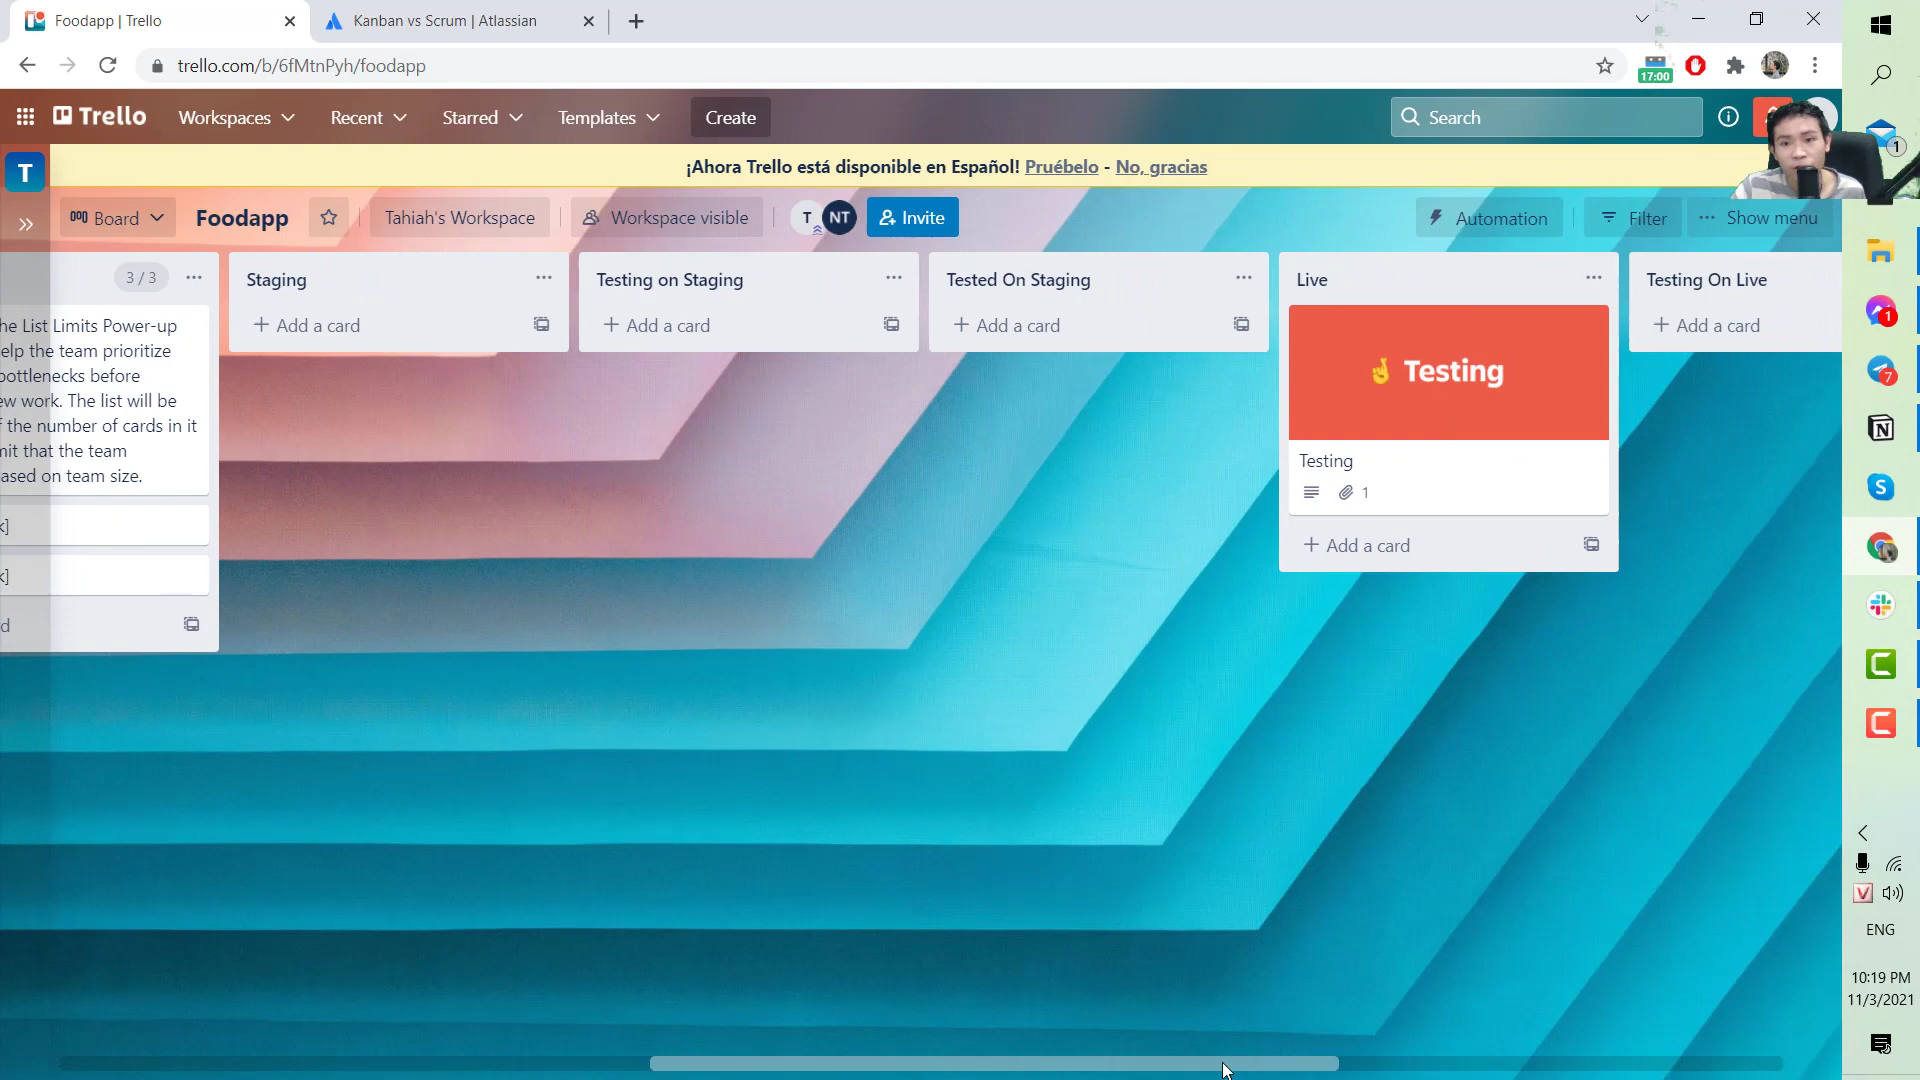 Foodapp | Trello
Kanban vs Scrum | Atlassian
trello.com/b/6fMtnPyh/foodapp
17:00
Trello
Workspaces
Recent
Starred
Templates
Create
Search
T
¡Ahora Trello está disponible en Español! Pruébelo - No, gracias
Board
Foodapp
Tahiah's Workspace
Workspace visible
T
NT
Invite
Automation
Filter
Show menu
3 / 3
he List Limits Power-up
elp the team prioritize
bottlenecks before
ew work. The list will be
f the number of cards in it
mit that the team
ased on team size.
k]
k]
d
Staging
+ Add a card
Testing on Staging
+ Add a card
Tested On Staging
+ Add a card
Live
Testing
Testing
1
+ Add a card
Testing On Live
+ Add a card
1
1
7
N
S
V
ENG
10:19 PM
11/3/2021